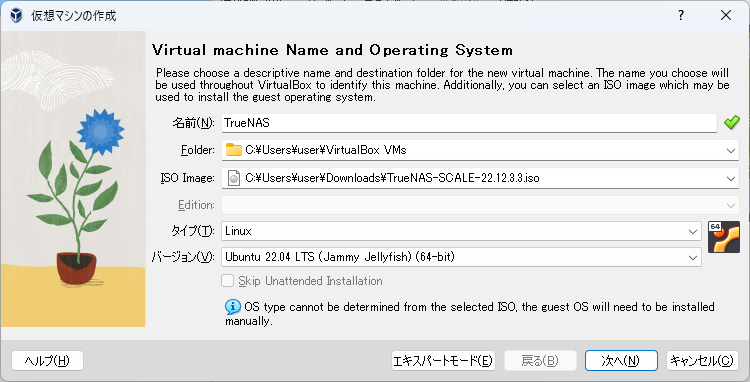 仮想マシンの作成
Virtual machine Name and Operating System
Please choose a descriptive name and destination folder for the new virtual machine. The name you choose will
be used throughout VirtualBox to identify this machine. Additionally, you can select an ISO image which may be
used to install the guest operating system.
名前(N): TrueNAS
Folder: C:¥Users¥user¥VirtualBox VMs
ISO Image: C:¥Users¥user¥Downloads¥TrueNAS-SCALE-22.12.3.3.iso
Edition:
タイプ(T): Linux
64
バージョン(V): Ubuntu 22.04 LTS (Jammy Jellyfish) (64-bit)
Skip Unattended Installation
OS type cannot be determined from the selected ISO, the guest OS will need to be installed
manually.
ヘルプ(H) エキスパートモード(E) 戻る(B) 次へ(N) キャンセル(C)